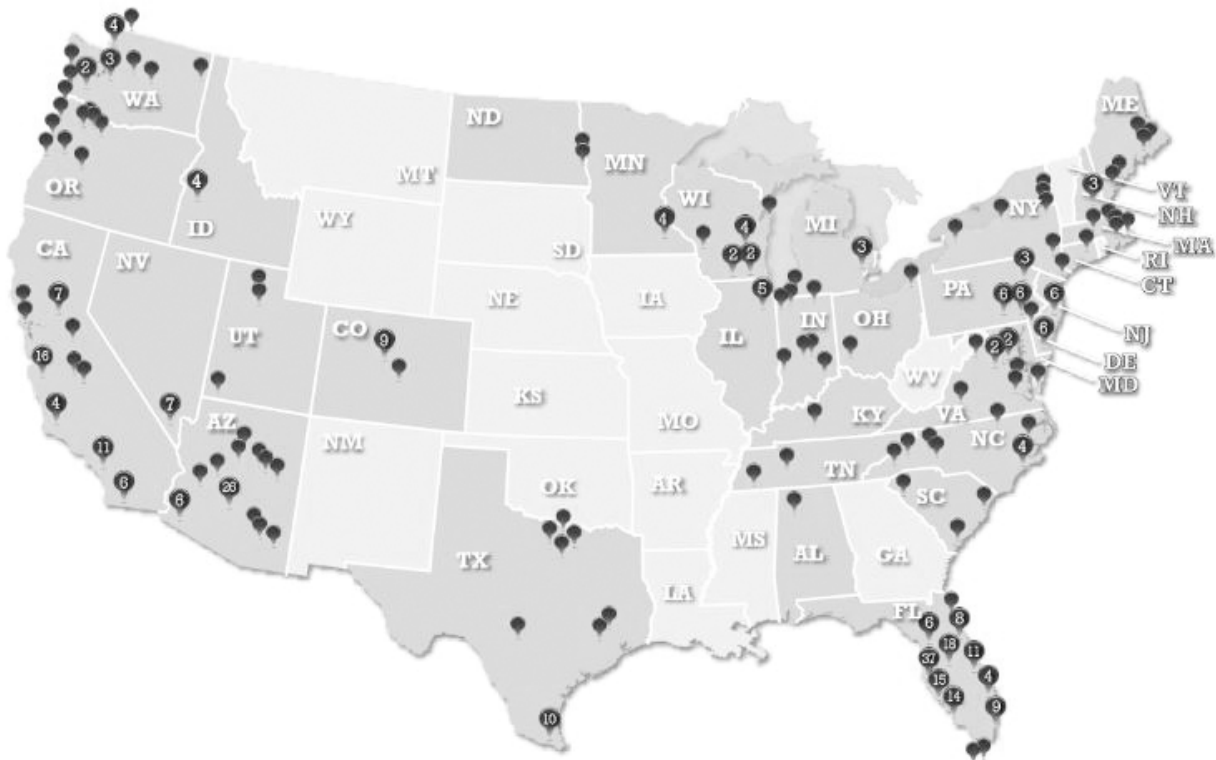 4
3
2
WA
ME
ND
MN
OR
MT
4
ID
WI
4
4
2
2
MI
3
NY
3
VT
NH
MA
RI
CT
WY
SD
CA
NV
7
16
4
11
6
7
UT
CO
9
NE
IA
IL
5
IN
OH
PA
3
6
6
6
6
NJ
DE
MD
2
2
WV
VA
KS
MO
KY
AZ
26
6
NM
OK
AR
TN
NC
4
SC
TX
10
LA
MS
AL
GA
FL
6
8
18
11
37
15
14
4
9